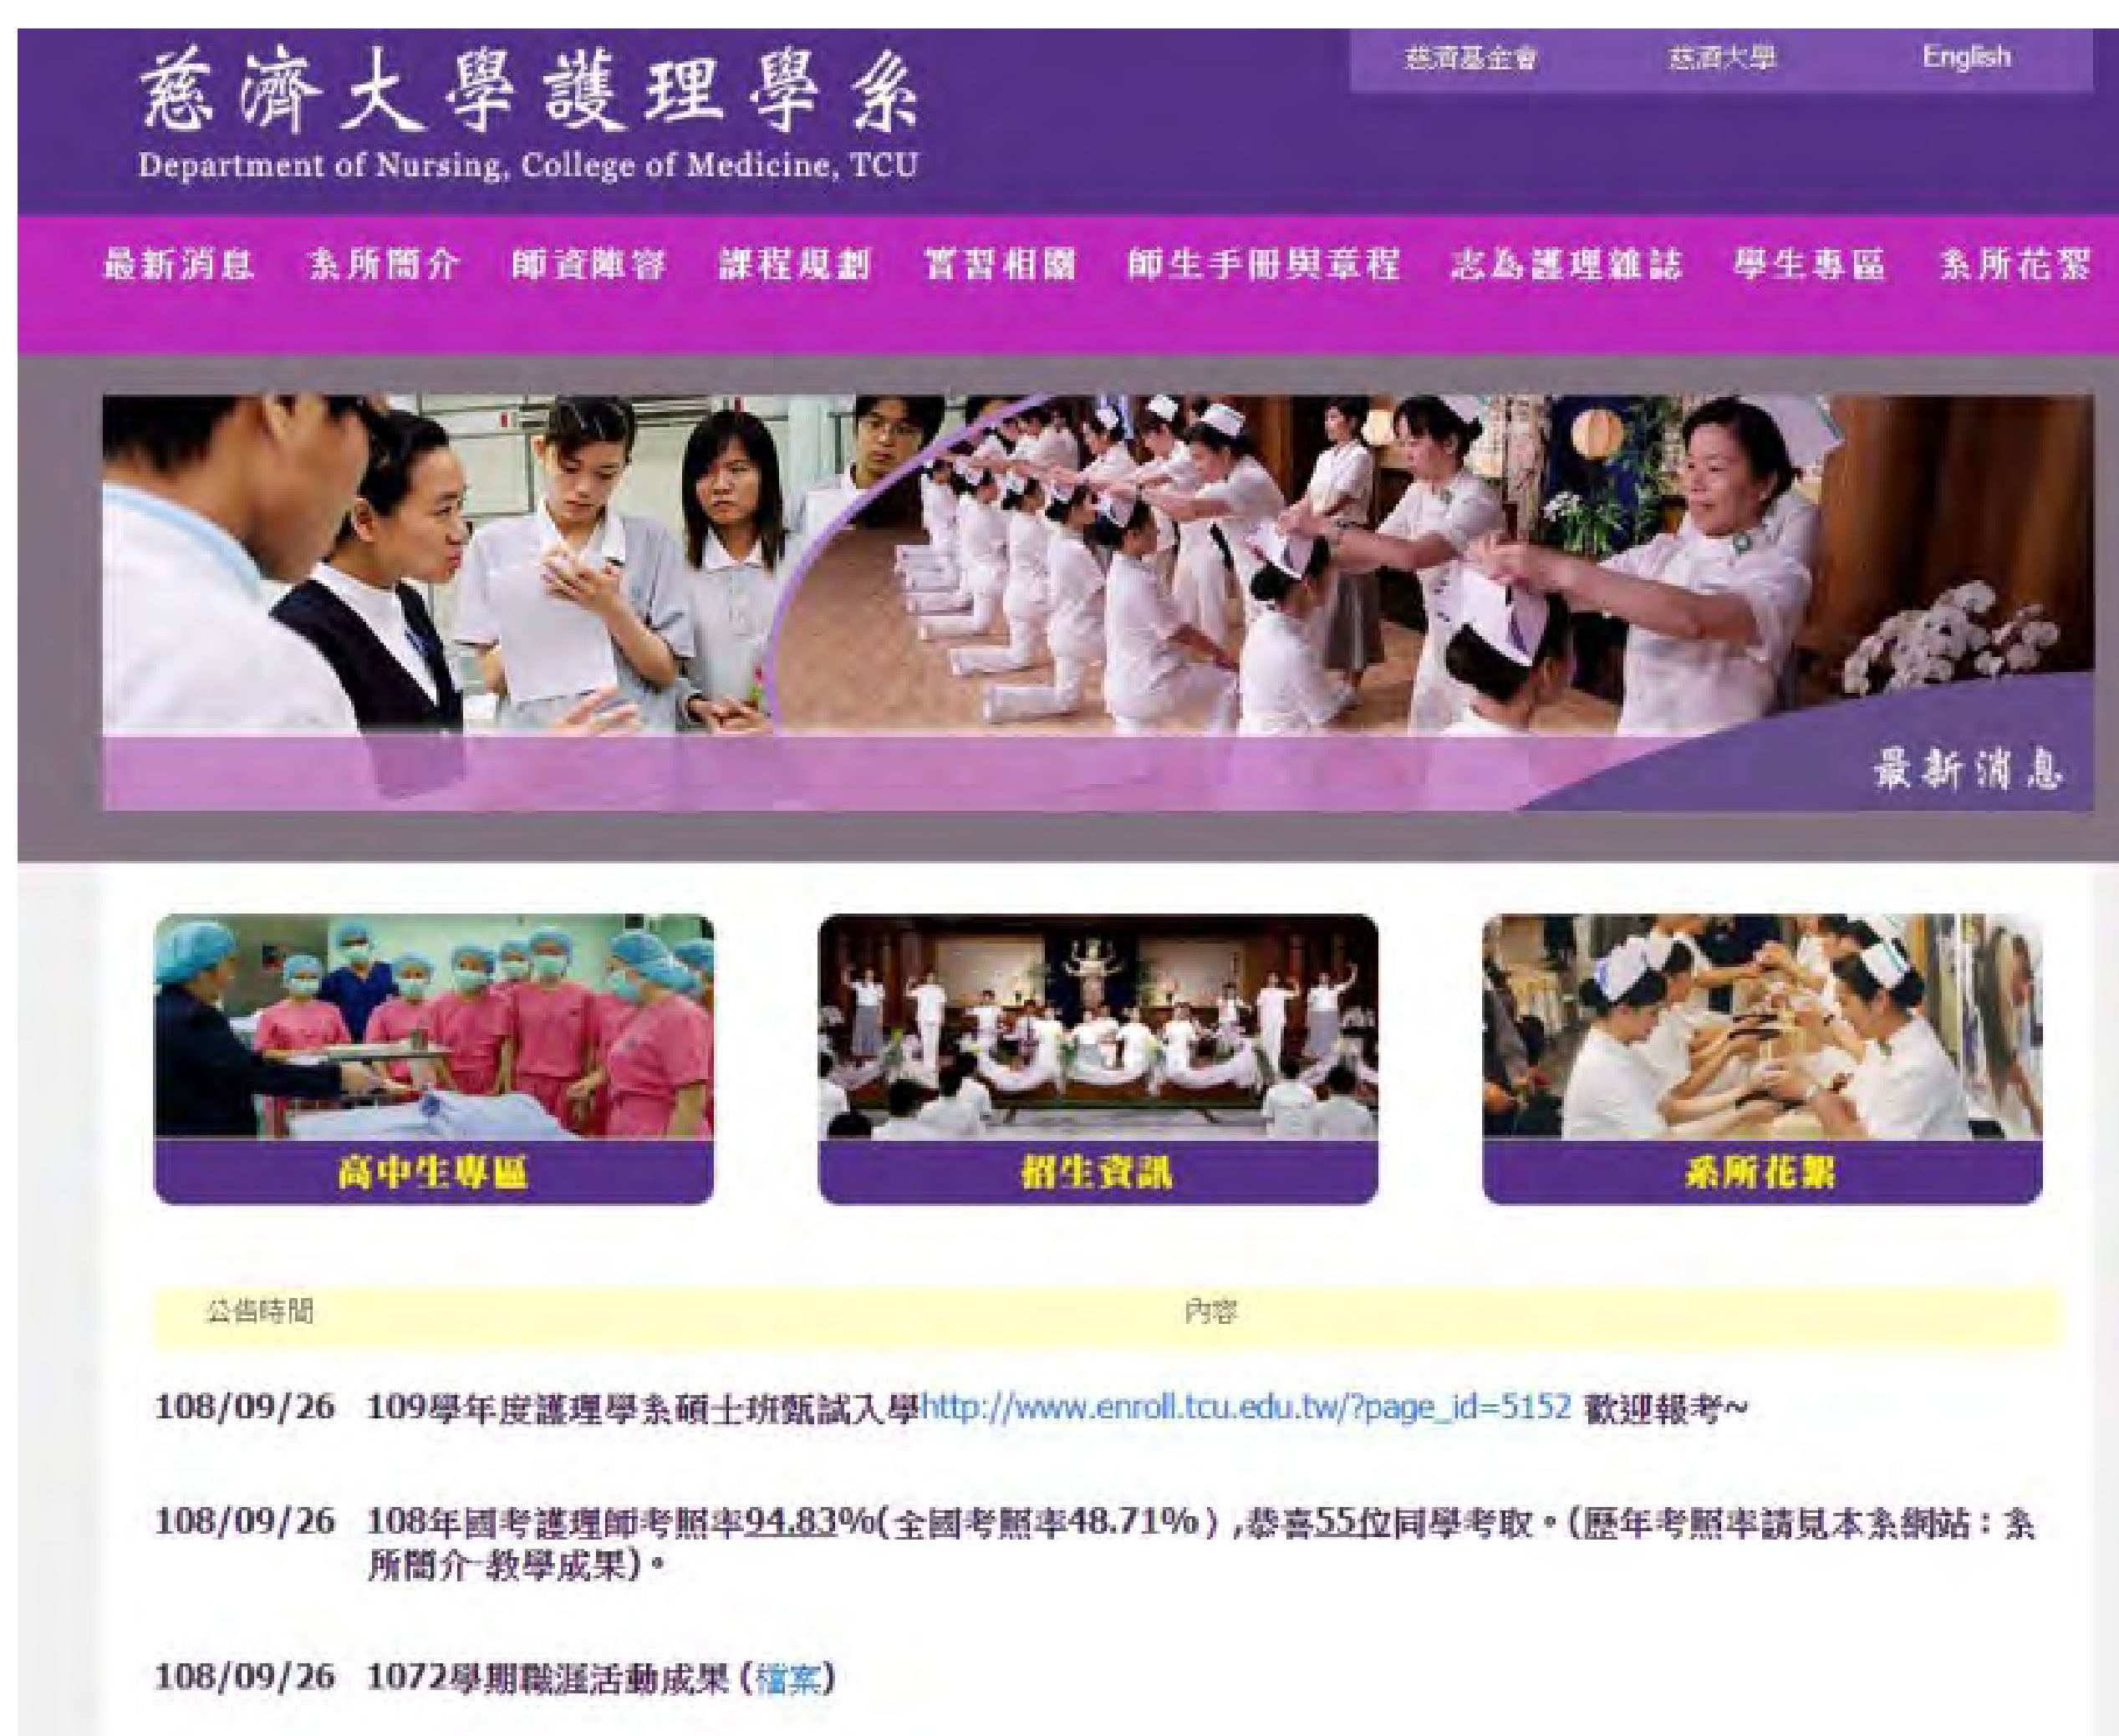 慈濟大學護理學系
Department of Nursing, College of Medicine, TCU
慈濟基金會 慈濟大學 English
最新消息 系所簡介 師資陣容 課程規劃 實習相關 師生手冊與章程 志為護理雜誌 學生專區 系所花絮
最新消息
高中生專區 招生資訊 系所花絮
公告時間 內容
108/09/26 109學年度護理學系碩士班甄試入學http://www.enroll.tcu.edu.tw/?page_id=5152 歡迎報考~
108/09/26 108年國考護理師考照率94.83%(全國考照率48.71%),恭喜55位同學考取。(歷年考照率請見本系網站：系
所簡介-教學成果)。
108/09/26 1072學期職涯活動成果 (檔案)